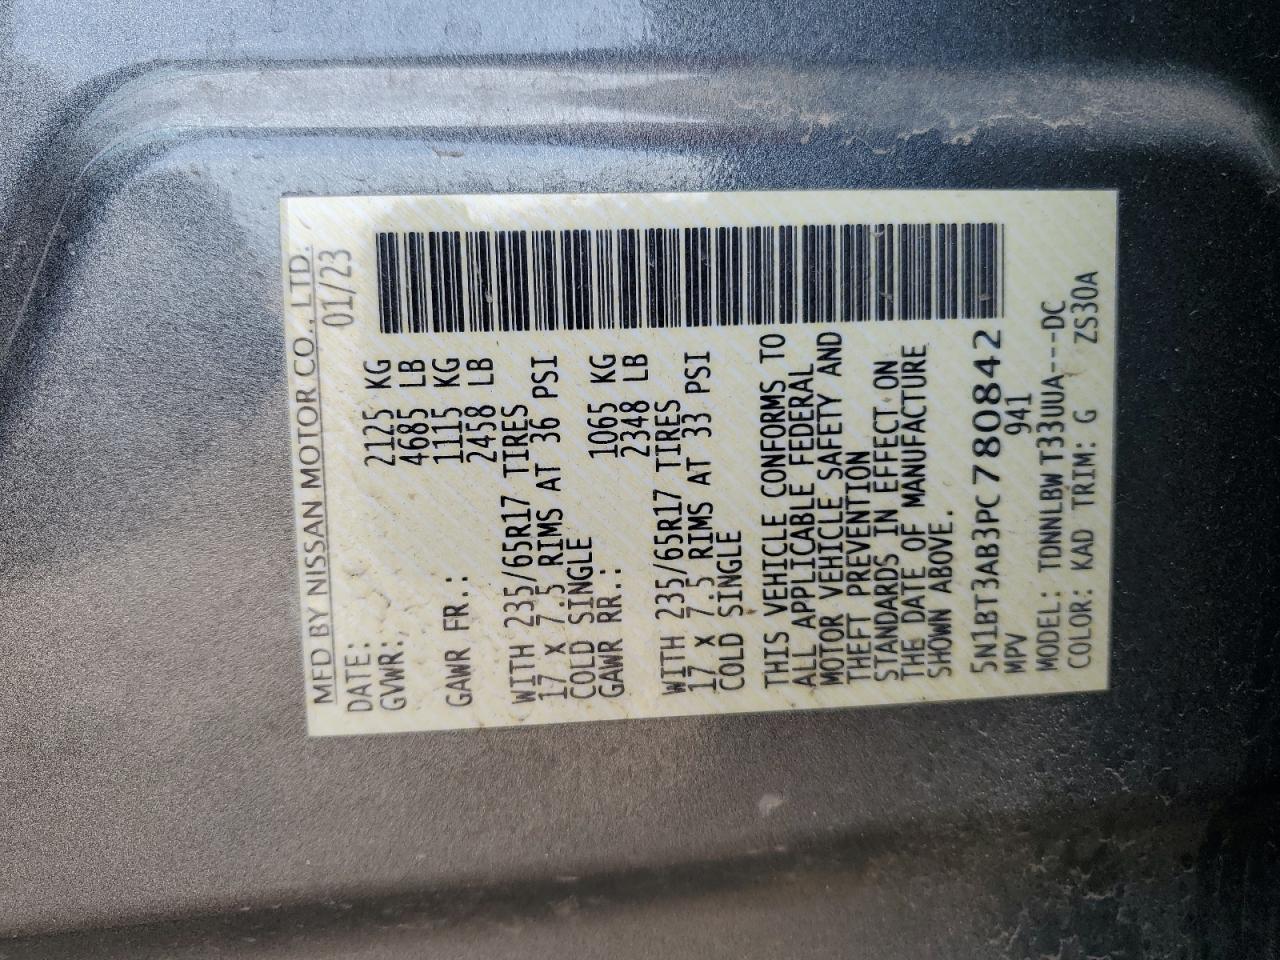 MFD BY NISSAN MOTOR CO., LTD.
DATE: 01/23
GVWR: 2125 KG
4685 LB
GAWR FR.: 1115 KG
2458 LB
WITH 235/65R17 TIRES
17 X 7.5 RIMS AT 36 PSI
COLD SINGLE
GAWR RR.: 1065 KG
2348 LB
WITH 235/65R17 TIRES
17 X 7.5 RIMS AT 33 PSI
COLD SINGLE
THIS VEHICLE CONFORMS TO
ALL APPLICABLE FEDERAL
MOTOR VEHICLE SAFETY AND
THEFT PREVENTION
STANDARDS IN EFFECT ON
THE DATE OF MANUFACTURE
SHOWN ABOVE.
5N1BT3AB3PC780842
MPV 941
MODEL: TDNNLBW T33UUA---DC
COLOR: KAD TRIM: G ZS30A